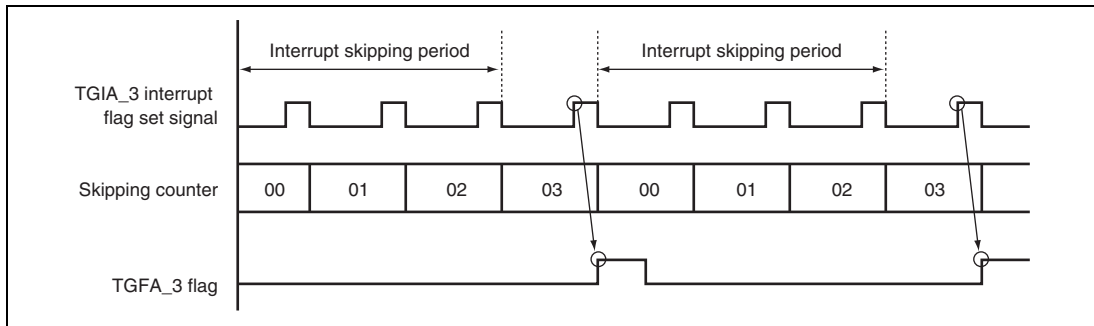 Interrupt skipping period Interrupt skipping period
TGIA_3 interrupt
flag set signal
Skipping counter 00 01 02 03 00 01 02 03
TGFA_3 flag